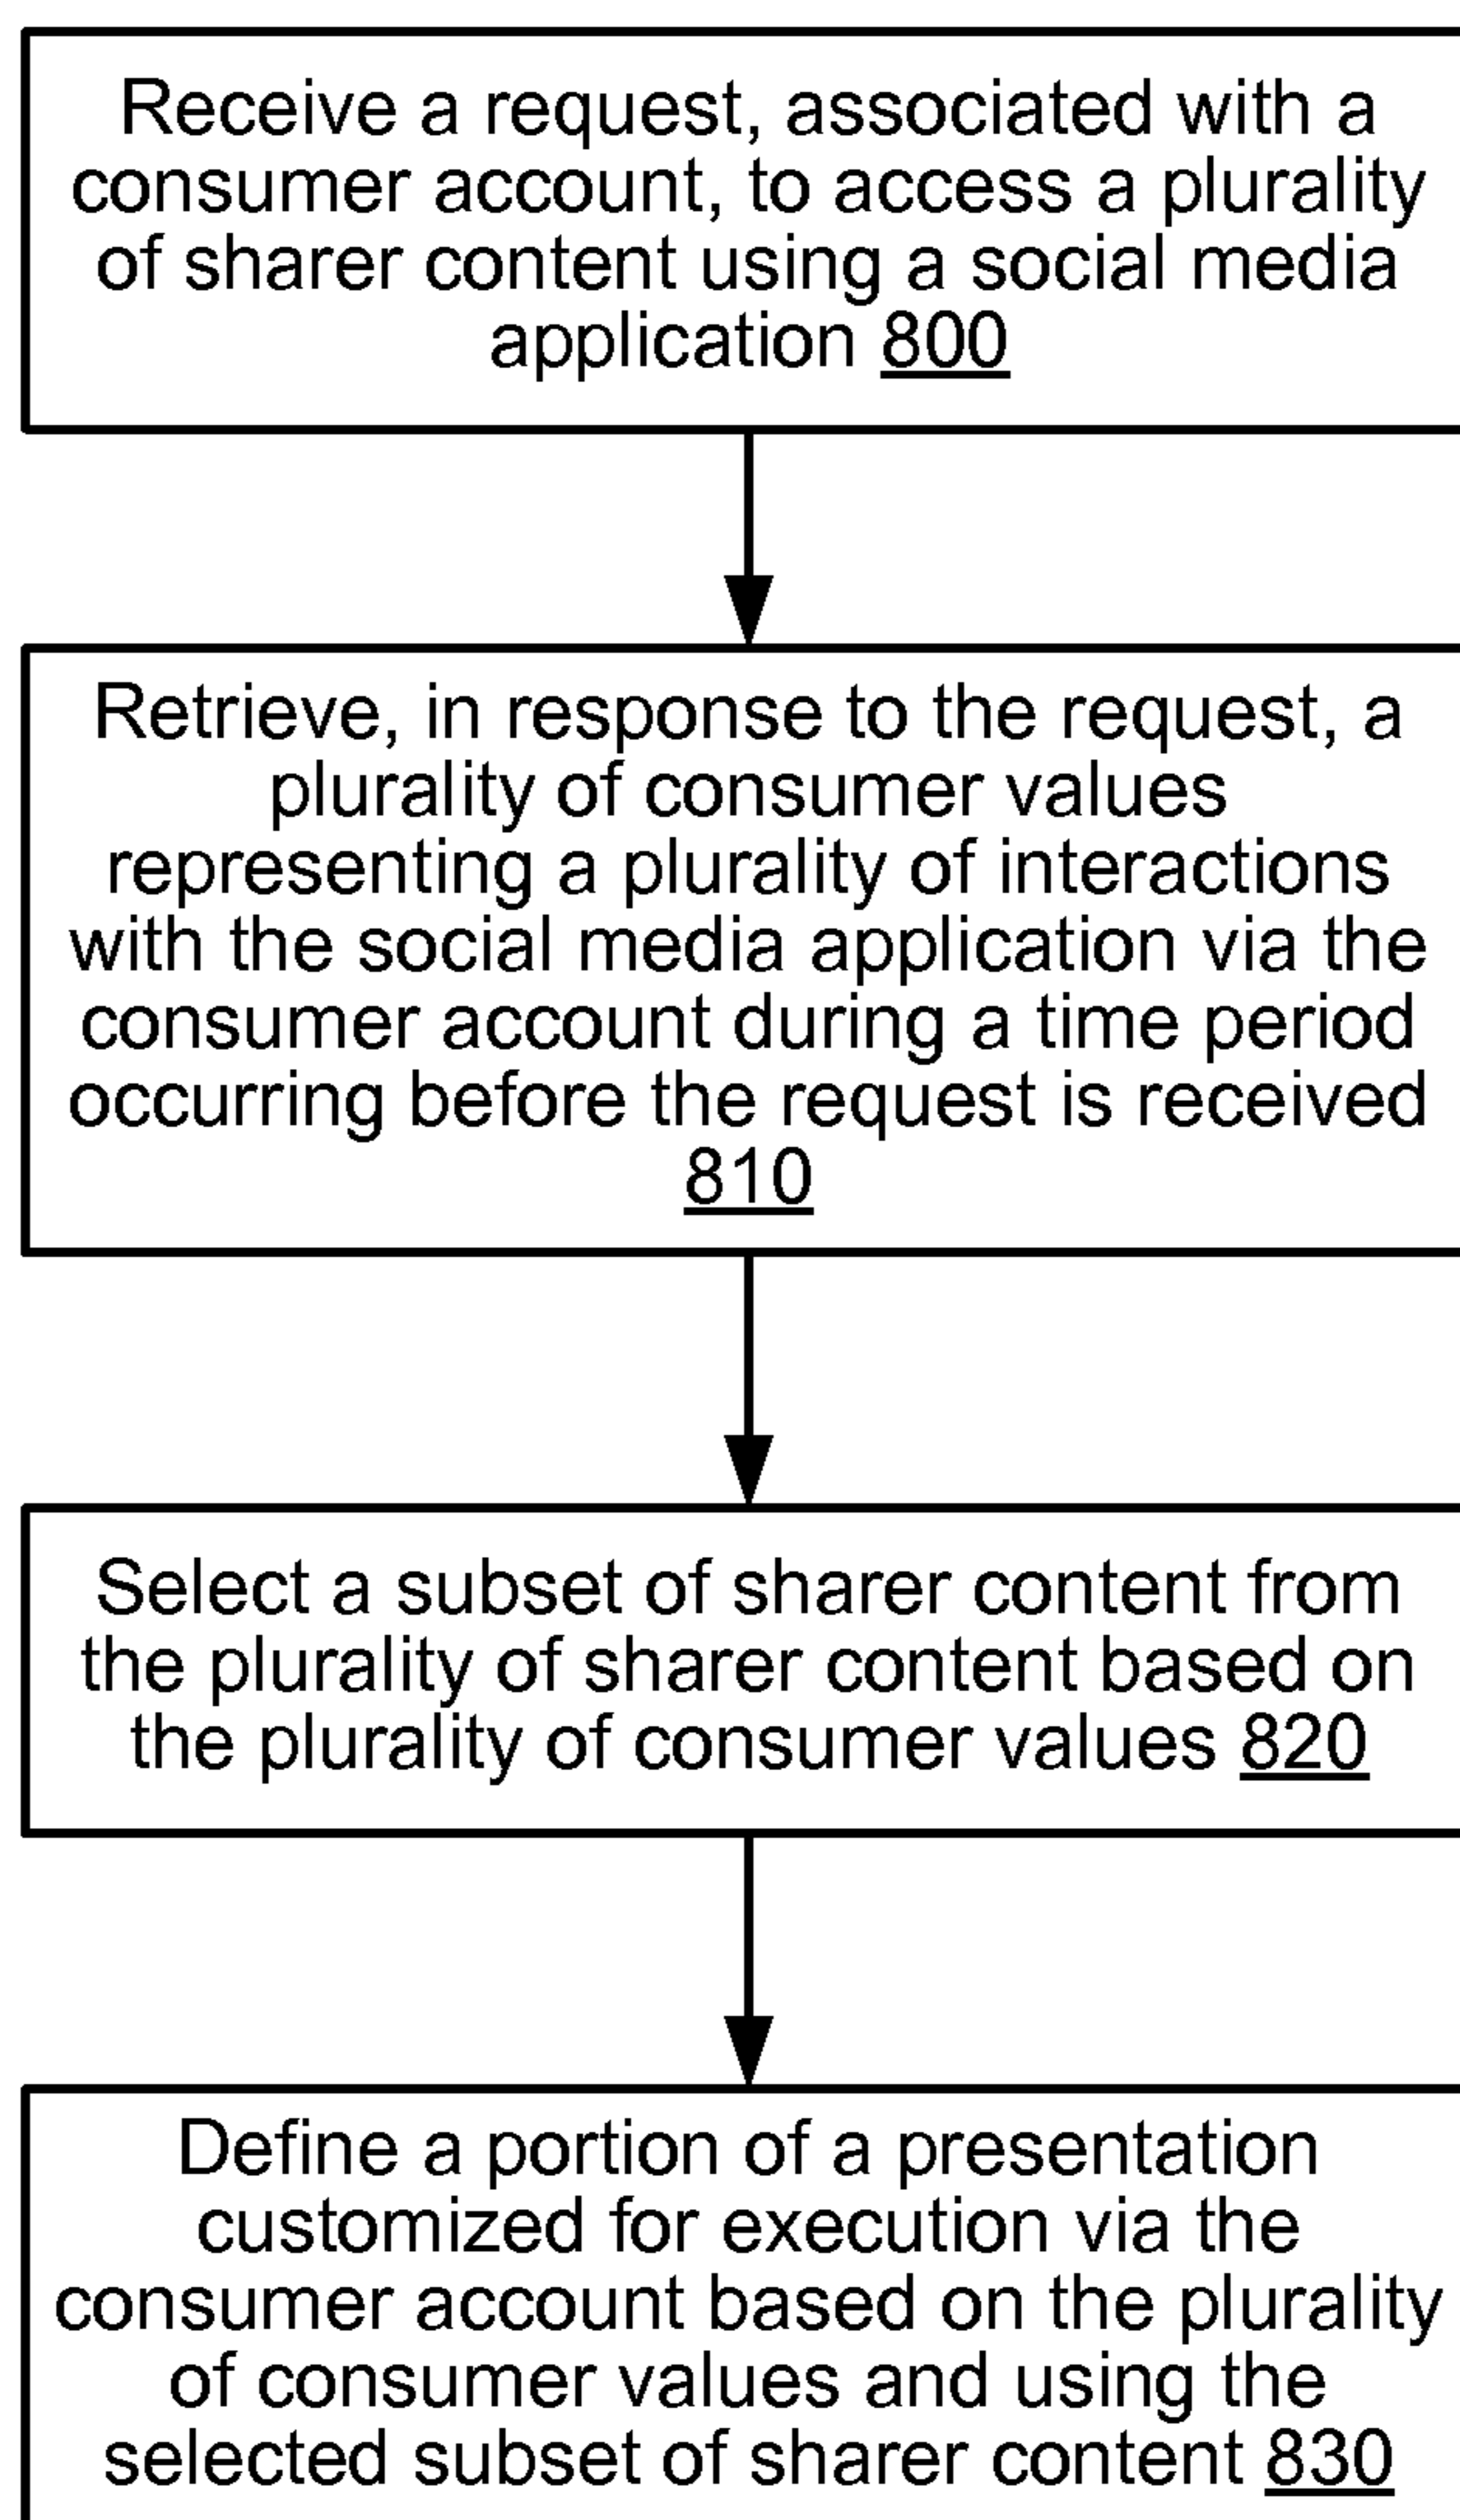 Receive a request, associated with a
consumer account, to access a plurality
of sharer content using a social media
application 800
Retrieve, in response to the request, a
plurality of consumer values
representing a plurality of interactions
with the social media application via the
consumer account during a time period
occurring before the request is received
810
Select a subset of sharer content from
the plurality of sharer content based on
the plurality of consumer values 820
Define a portion of a presentation
customized for execution via the
consumer account based on the plurality
of consumer values and using the
selected subset of sharer content 830